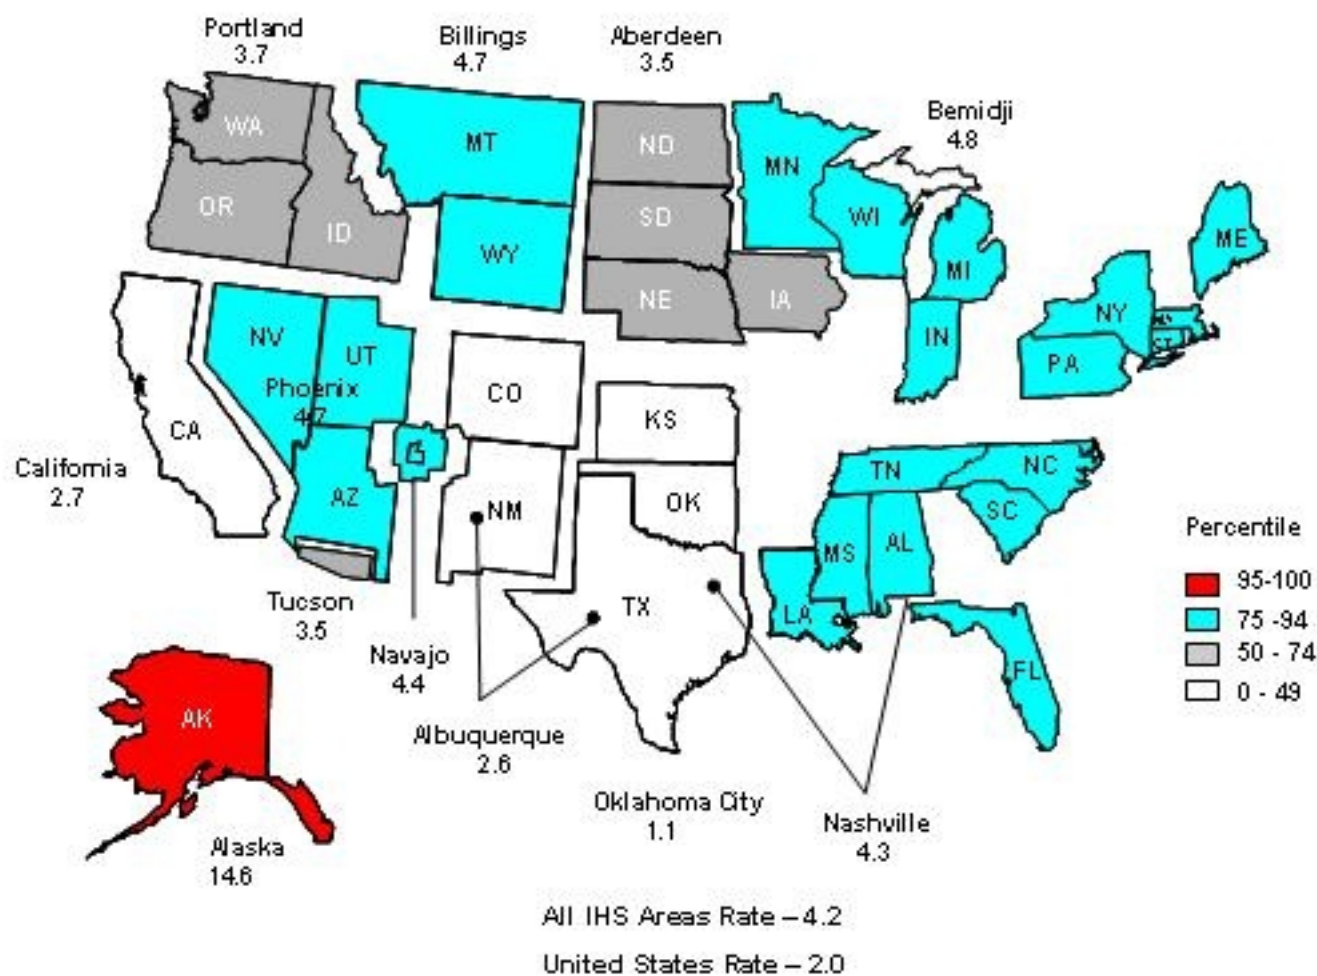 Portland
3.7
Billings
4.7
Aberdeen
3.5
Bemidji
4.8
WA
MT
ND
MN
OR
ID
WY
SD
WI
MI
ME
NE
IA
NV
UT
IN
NY
MA
CT
PA
Phoenix
4.7
CO
KS
CA
California
2.7
AZ
NM
OK
TN
NC
SC
MS
AL
TX
LA
FL
Percentile
95-100
75 -94
50 - 74
0 - 49
Tucson
3.5
Navajo
4.4
AK
Albuquerque
2.6
Oklahoma City
1.1
Nashville
4.3
Alaska
14.6
All IHS Areas Rate – 4.2
United States Rate – 2.0